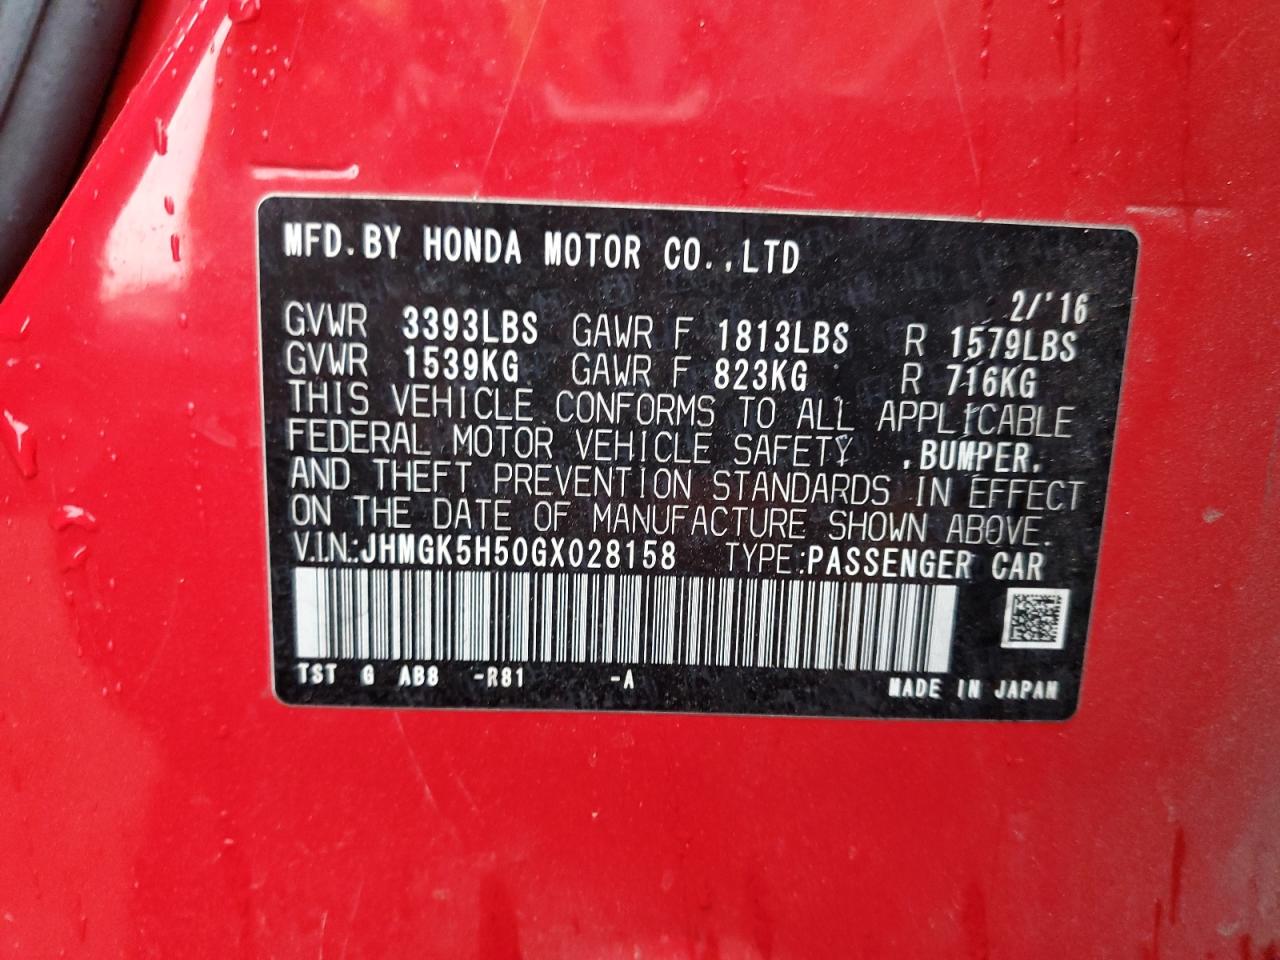 MFD. BY HONDA MOTOR CO.,LTD
2/'16
GVWR 3393LBS GAWR F 1813LBS R 1579LBS
GVWR 1539KG GAWR F 823KG R 716KG
THIS VEHICLE CONFORMS TO ALL APPLICABLE
FEDERAL MOTOR VEHICLE SAFETY ,BUMPER,
AND THEFT PREVENTION STANDARDS IN EFFECT
ON THE DATE OF MANUFACTURE SHOWN ABOVE.
V.I.N.:JHMGK5H50GX028158 TYPE:PASSENGER CAR
TST G AB8 -R81 -A
MADE IN JAPAN